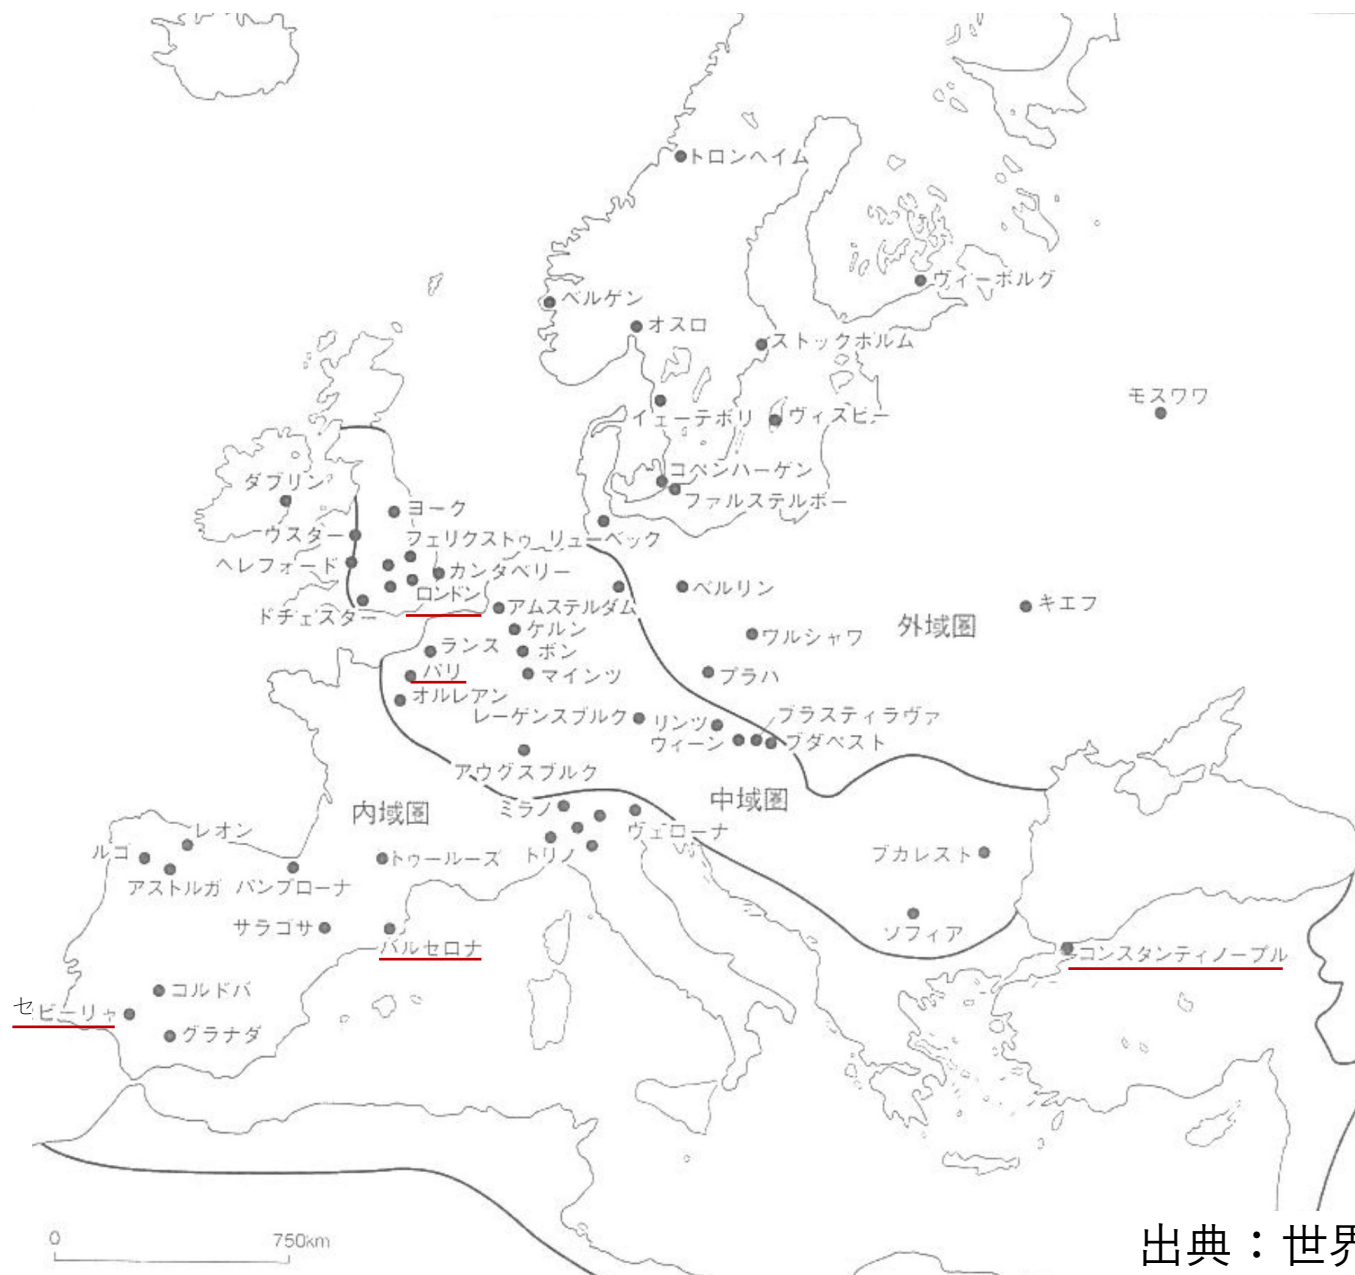 トロンヘイム
ヴィーボルグ
ベルゲン
オスロ
ストックホルム
モスワワ
イェーテボリ
ヴィスビー
コペンハーゲン
ダブリン
ファルステルボー
ヨーク
ウスター
フェリクストゥ
リューベック
ヘレフォード
カンタベリー
ベルリン
ロンドン
アムステルダム
キエフ
ドチェスター
外域圏
ケルン
ワルシャワ
ランス
ボン
パリ
マインツ
プラハ
オルレアン
レーゲンスブルク
リンツ
ブラスティラヴァ
ウィーン
ブダペスト
アウグスブルク
中域圏
内域圏
ミラノ
ヴェローナ
レオン
ルゴ
トゥールーズ
トリノ
ブカレスト
アストルガ
パンプローナ
サラゴサ
バルセロナ
ソフィア
コンスタンティノープル
コルドバ
セビーリャ
グラナダ
0
750km
出典：世界